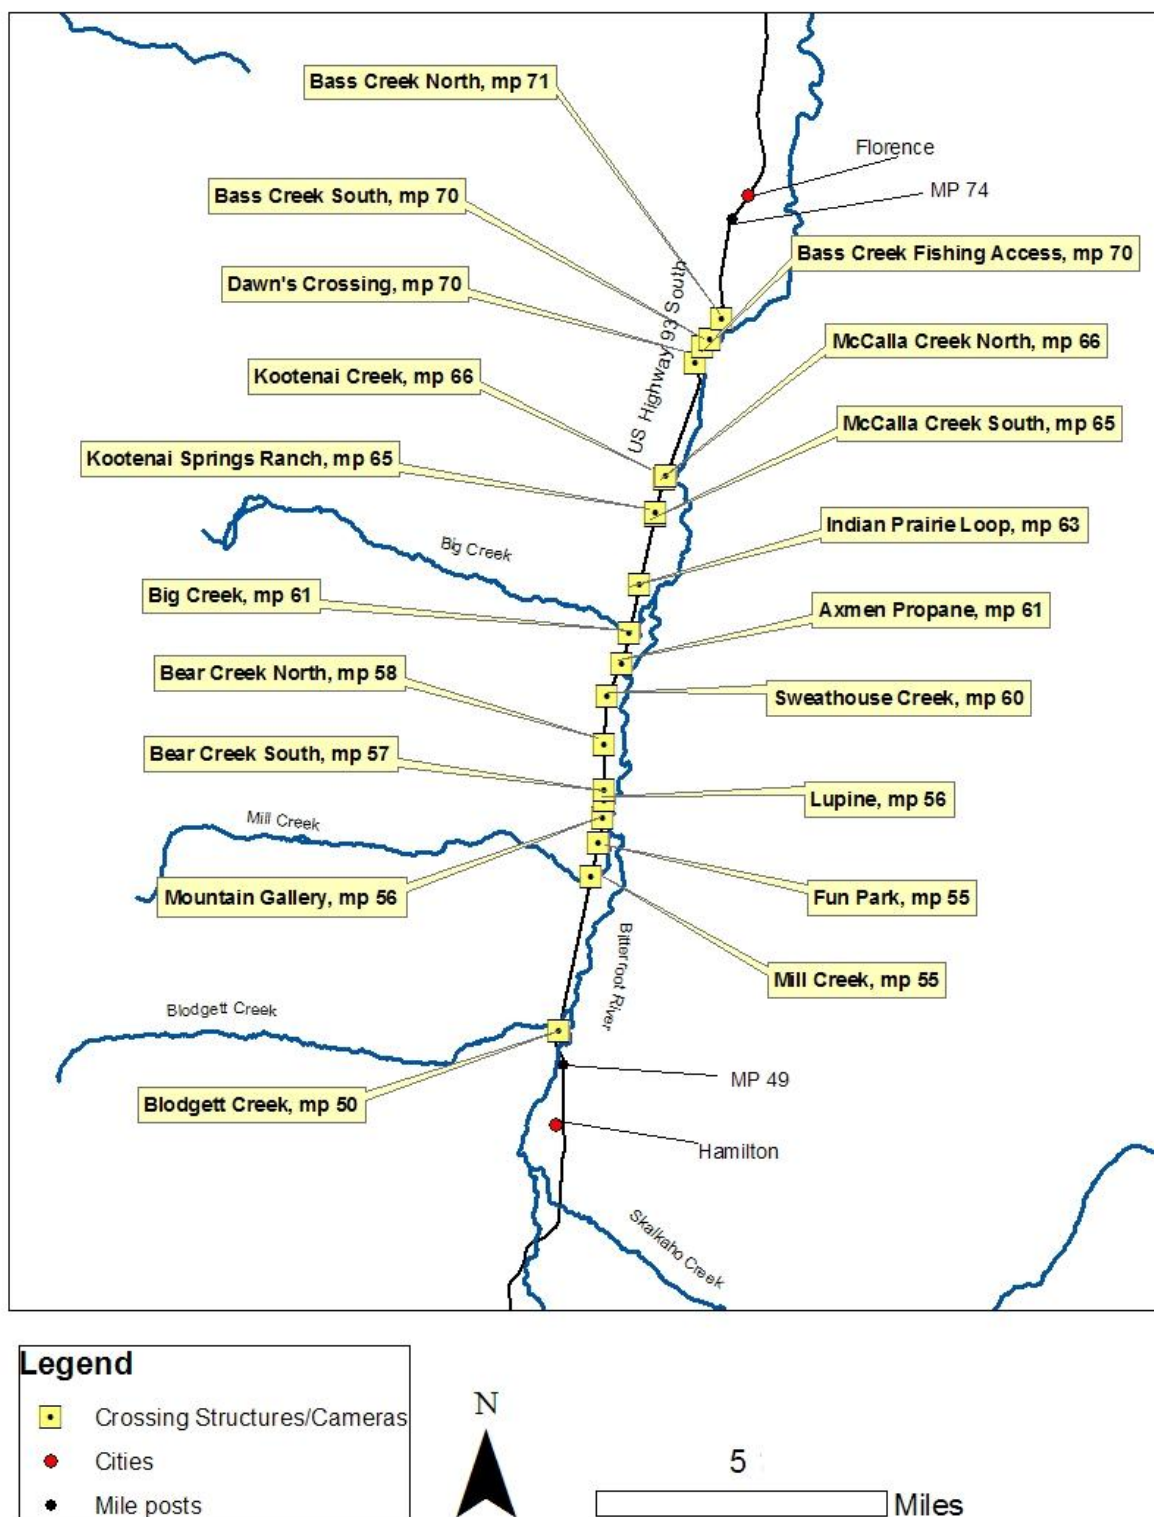 Bass Creek North, mp 71
Florence
MP 74
Bass Creek South, mp 70
Bass Creek Fishing Access, mp 70
Dawn's Crossing, mp 70
US Highway 93 South
McCalla Creek North, mp 66
Kootenai Creek, mp 66
McCalla Creek South, mp 65
Kootenai Springs Ranch, mp 65
Indian Prairie Loop, mp 63
Big Creek
Big Creek, mp 61
Axmen Propane, mp 61
Bear Creek North, mp 58
Sweathouse Creek, mp 60
Bear Creek South, mp 57
Lupine, mp 56
Mill Creek
Mountain Gallery, mp 56
Fun Park, mp 55
Bitterroot River
Mill Creek, mp 55
Blodgett Creek
MP 49
Blodgett Creek, mp 50
Hamilton
Skalkaho Creek
Legend
Crossing Structures/Cameras
Cities
Mile posts
N
5
Miles